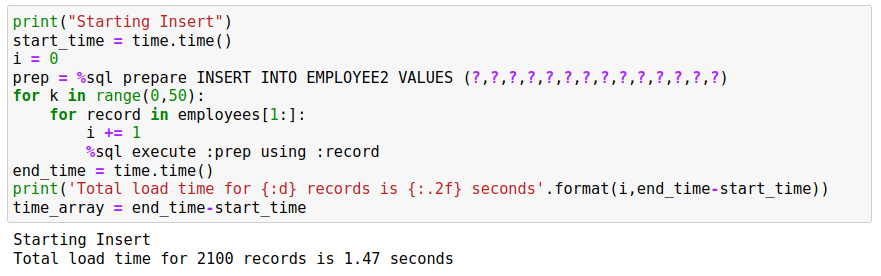 print("Starting Insert")
start_time = time.time()
i = 0
prep = %sql prepare INSERT INTO EMPLOYEE2 VALUES (?,?,?,?,?,?,?,?,?,?,?,?,?,?)
for k in range(0,50):
    for record in employees[1:]:
        i += 1
        %sql execute :prep using :record
end_time = time.time()
print('Total load time for {:d} records is {:.2f} seconds'.format(i,end_time-start_time))
time_array = end_time-start_time
Starting Insert
Total load time for 2100 records is 1.47 seconds